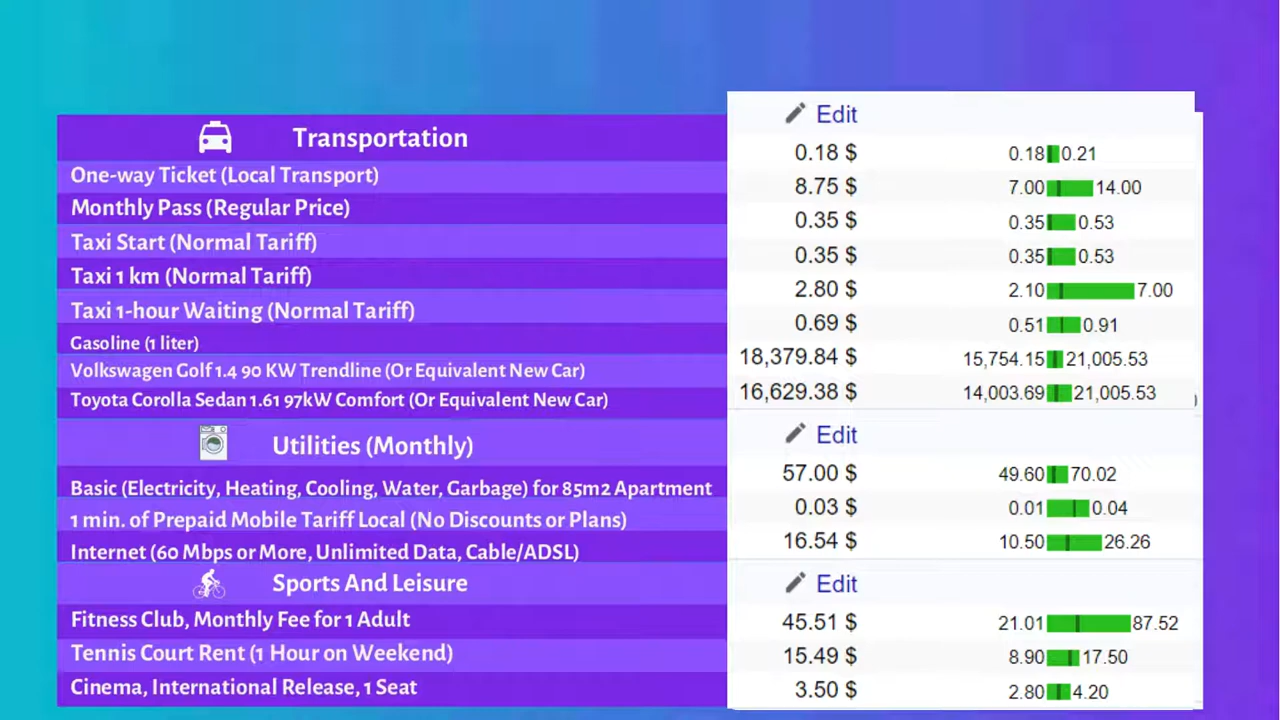 Edit
Transportation
One-way Ticket (Local Transport) 0.18 $ 0.18 0.21
Monthly Pass (Regular Price) 8.75 $ 7.00 14.00
Taxi Start (Normal Tariff) 0.35 $ 0.35 0.53
Taxi 1 km (Normal Tariff) 0.35 $ 0.35 0.53
Taxi 1-hour Waiting (Normal Tariff) 2.80 $ 2.10 7.00
Gasoline (1 liter) 0.69 $ 0.51 0.91
Volkswagen Golf 1.4 90 KW Trendline (Or Equivalent New Car) 18,379.84 $ 15,754.15 21,005.53
Toyota Corolla Sedan 1.61 97kW Comfort (Or Equivalent New Car) 16,629.38 $ 14,003.69 21,005.53
Utilities (Monthly) Edit
Basic (Electricity, Heating, Cooling, Water, Garbage) for 85m2 Apartment 57.00 $ 49.60 70.02
1 min. of Prepaid Mobile Tariff Local (No Discounts or Plans) 0.03 $ 0.01 0.04
Internet (60 Mbps or More, Unlimited Data, Cable/ADSL) 16.54 $ 10.50 26.26
Sports And Leisure Edit
Fitness Club, Monthly Fee for 1 Adult 45.51 $ 21.01 87.52
Tennis Court Rent (1 Hour on Weekend) 15.49 $ 8.90 17.50
Cinema, International Release, 1 Seat 3.50 $ 2.80 4.20